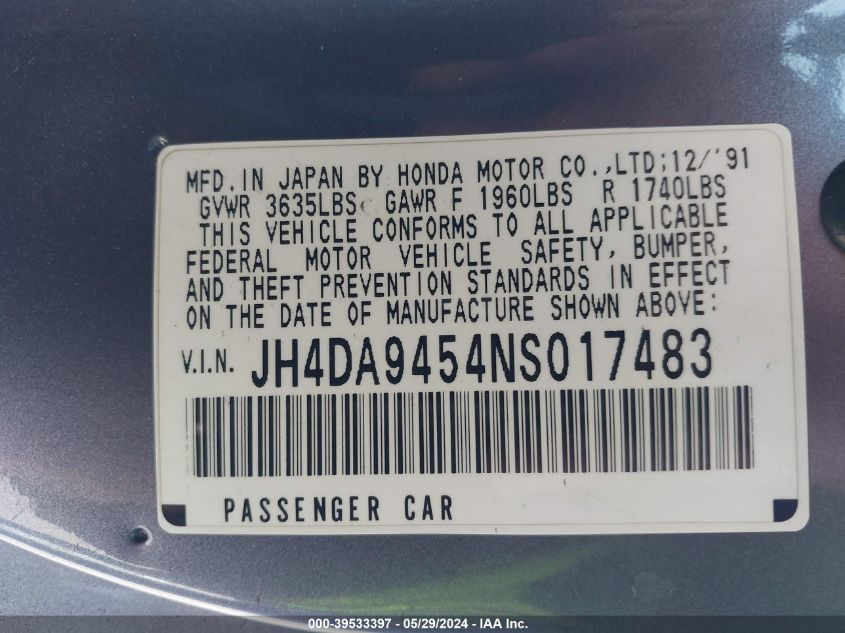 MFD. IN JAPAN BY HONDA MOTOR CO.,LTD;12/'91
GVWR 3635LBS GAWR F 1960LBS R 1740LBS
THIS VEHICLE CONFORMS TO ALL APPLICABLE
FEDERAL MOTOR VEHICLE SAFETY, BUMPER,
AND THEFT PREVENTION STANDARDS IN EFFECT
ON THE DATE OF MANUFACTURE SHOWN ABOVE:
V.I.N. JH4DA9454NS017483
PASSENGER CAR
000-39533397 - 05/29/2024 - IAA Inc.